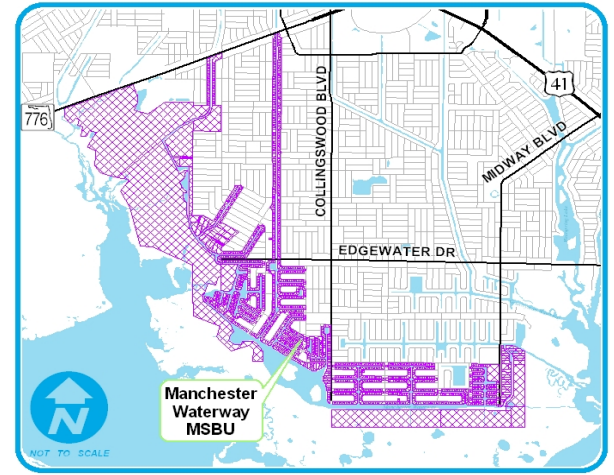 776
41
COLLINGSWOOD BLVD
MIDWAY BLVD
EDGEWATER DR
Manchester
Waterway
MSBU
N
NOT TO SCALE